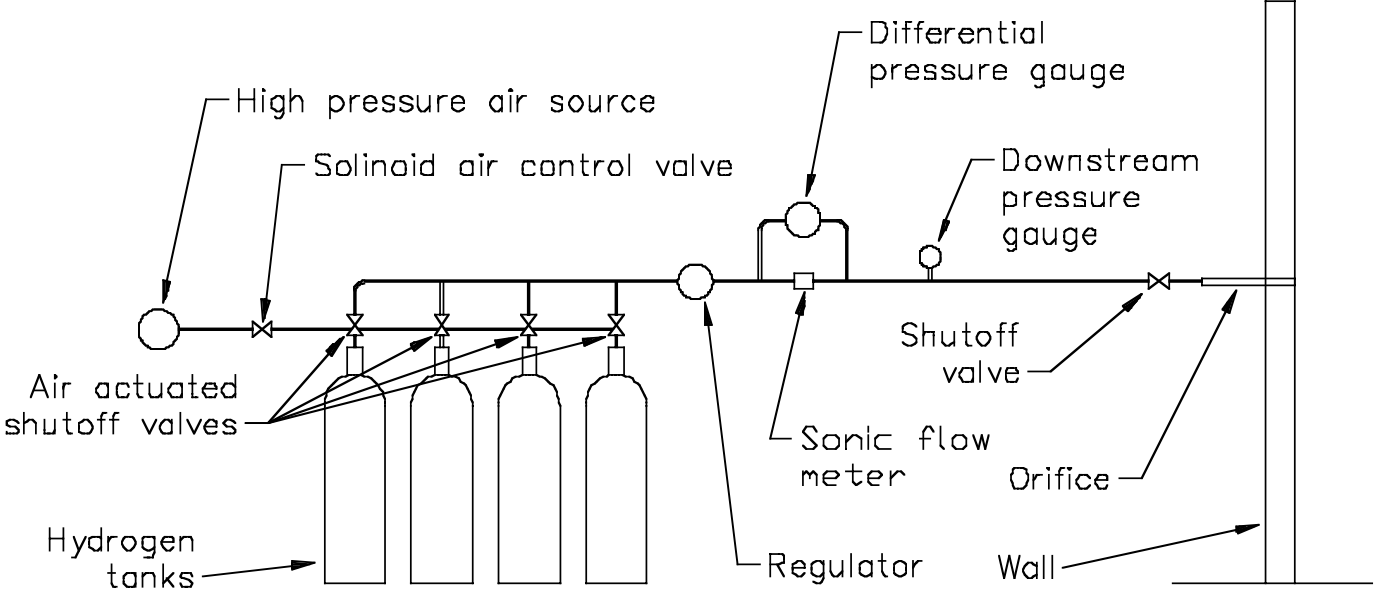 Differential
pressure gauge
High pressure air source
Solinoid air control valve
Downstream
pressure
gauge
Shutoff
valve
Air actuated
shutoff valves
Sonic flow
meter
Orifice
Hydrogen
tanks
Regulator
Wall